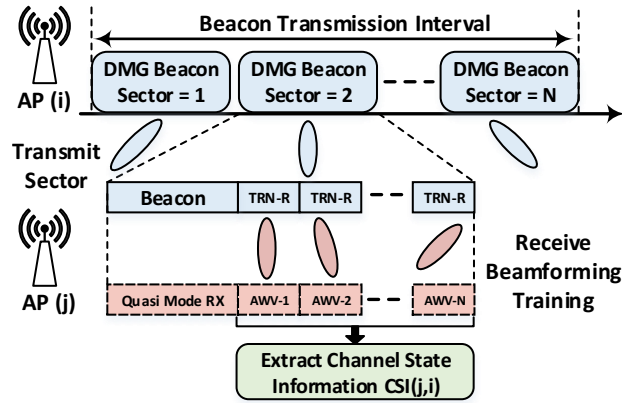 Beacon Transmission Interval
AP (i)
DMG Beacon
Sector = 1
DMG Beacon
Sector = 2
DMG Beacon
Sector = N
Transmit
Sector
Beacon
TRN-R
TRN-R
TRN-R
AP (j)
Quasi Mode RX
AWV-1
AWV-2
AWV-N
Receive
Beamforming
Training
Extract Channel State
Information CSI(j,i)